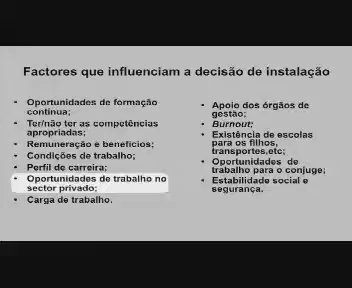 Factores que influenciam a decisão de instalação
• Oportunidades de formação
contínua;
• Ter/não ter as competências
apropriadas;
• Remuneração e benefícios;
• Condições de trabalho;
• Perfil de carreira;
• Oportunidades de trabalho no
sector privado;
• Carga de trabalho.
• Apoio dos órgãos de
gestão;
• Burnout;
• Existência de escolas
para os filhos,
transportes,etc;
• Oportunidades de
trabalho para o conjuge;
• Estabilidade social e
segurança.